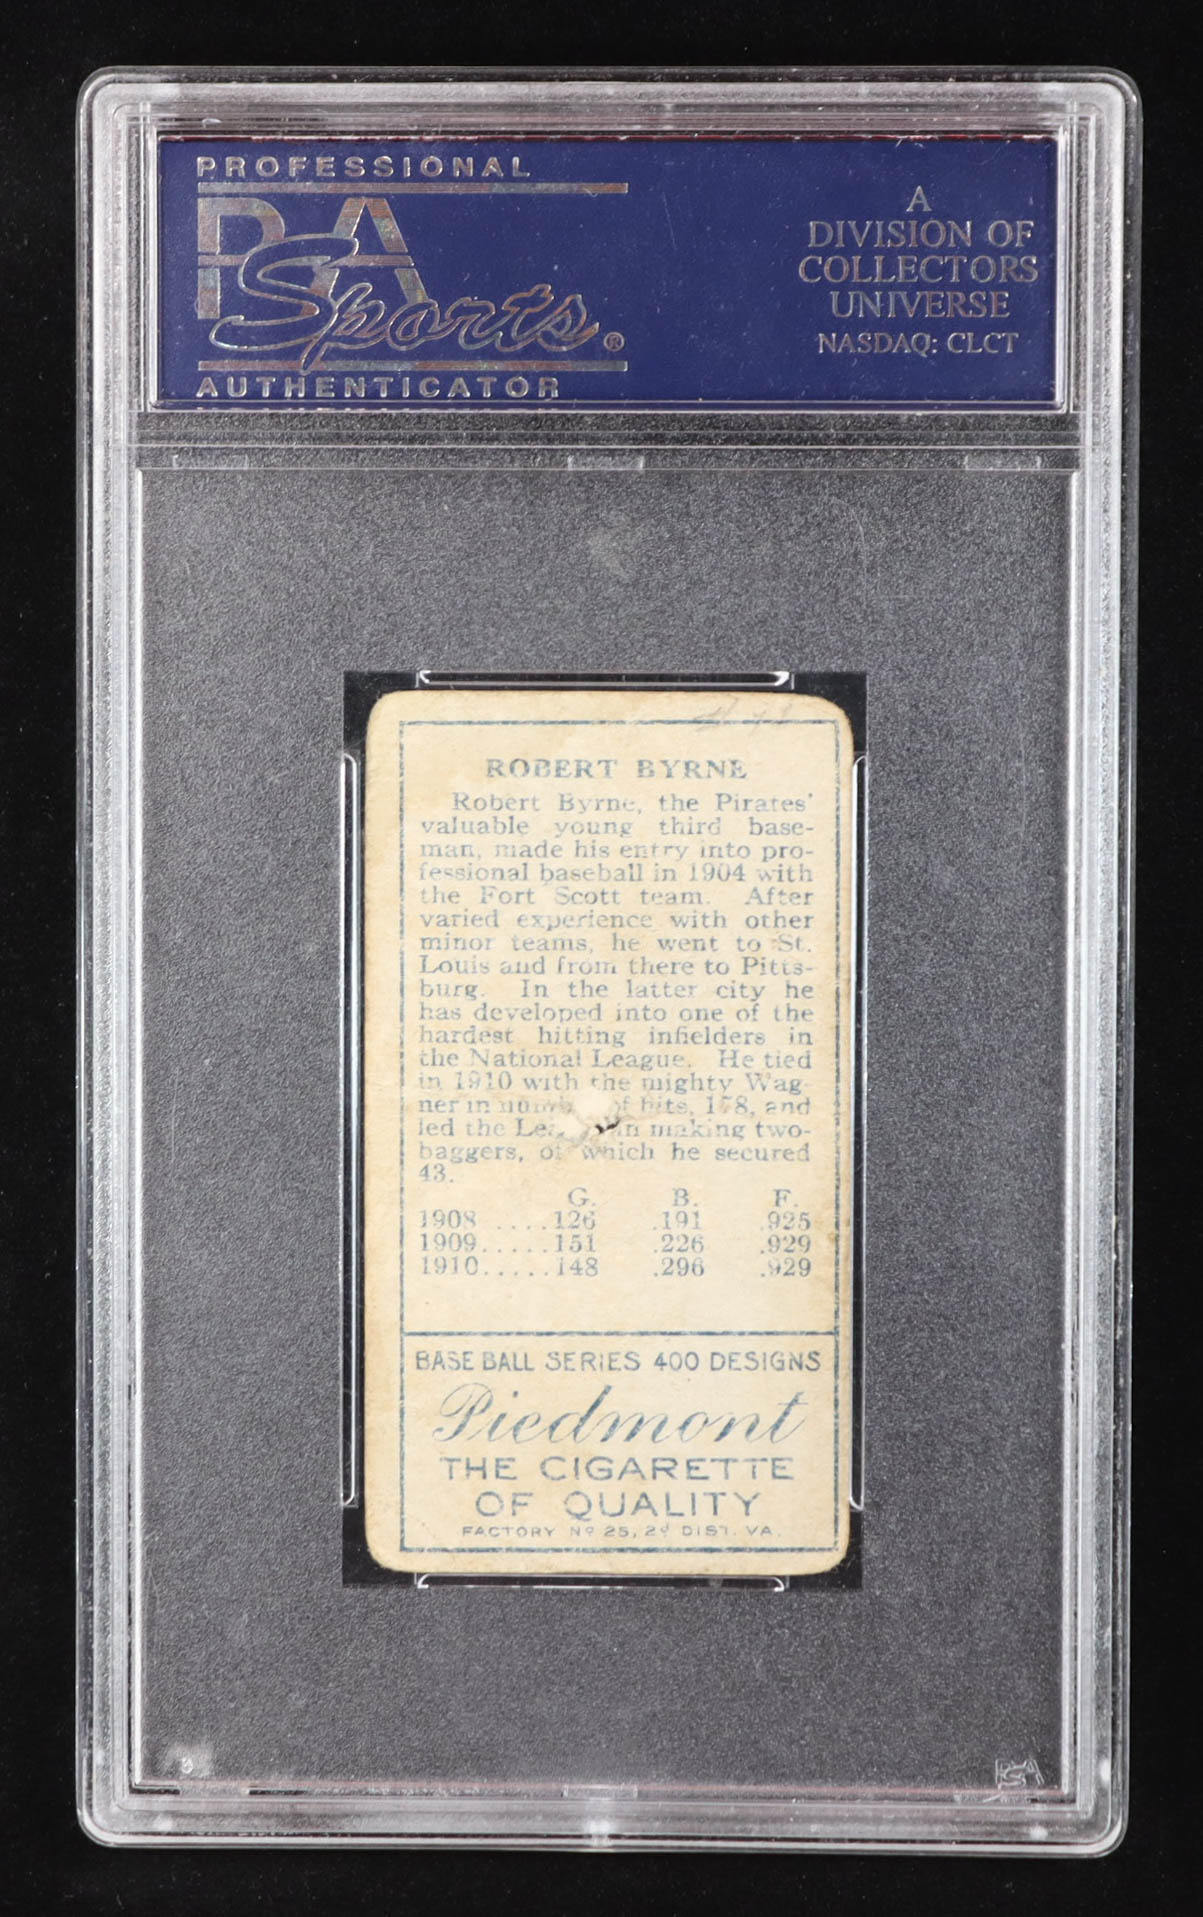 PROFESSIONAL
PSA
Sports®
AUTHENTICATOR
A
DIVISION OF
COLLECTORS
UNIVERSE
NASDAQ: CLCT
ROBERT BYRNE
Robert Byrne, the Pirates'
valuable young third base-
man, made his entry into pro-
fessional baseball in 1904 with
the Fort Scott team. After
varied experience with other
minor teams, he went to St.
Louis and from there to Pitts-
burg. In the latter city he
has developed into one of the
hardest hitting infielders in
the National League. He tied
in 1910 with the mighty Wag-
ner in of hits, 178, and
led the in making two-
baggers, of which he secured
43.
G. B. F.
1908 ....126 .191 .925
1909.....151 .226 .929
1910.....148 .296 .929
BASE BALL SERIES 400 DESIGNS
Piedmont
THE CIGARETTE
OF QUALITY
FACTORY Nº 25, 2d DIST. VA.
PSA